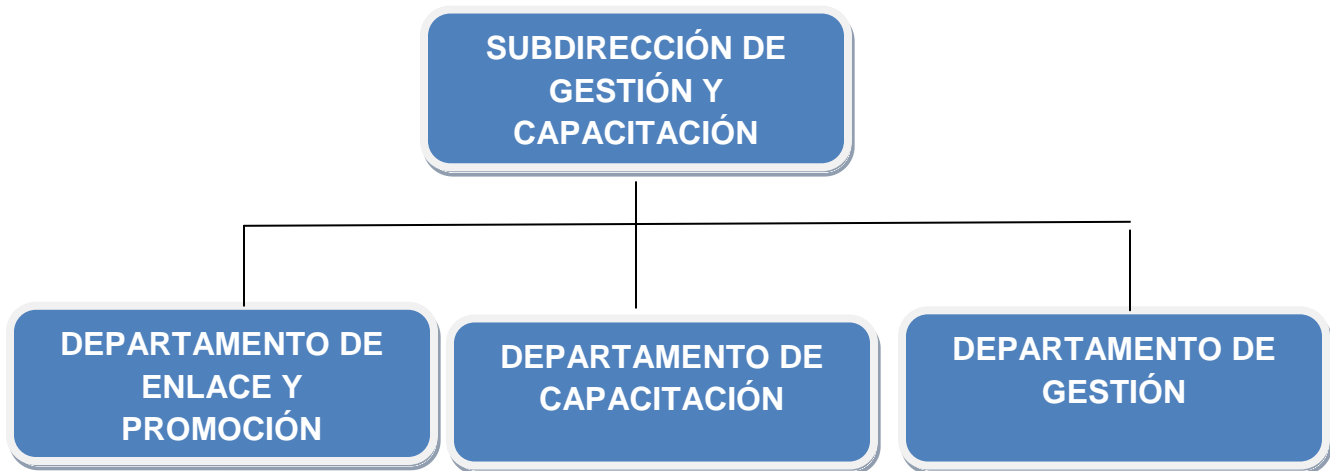 SUBDIRECCIÓN DE
GESTIÓN Y
CAPACITACIÓN
DEPARTAMENTO DE
ENLACE Y
PROMOCIÓN
DEPARTAMENTO DE
CAPACITACIÓN
DEPARTAMENTO DE
GESTIÓN